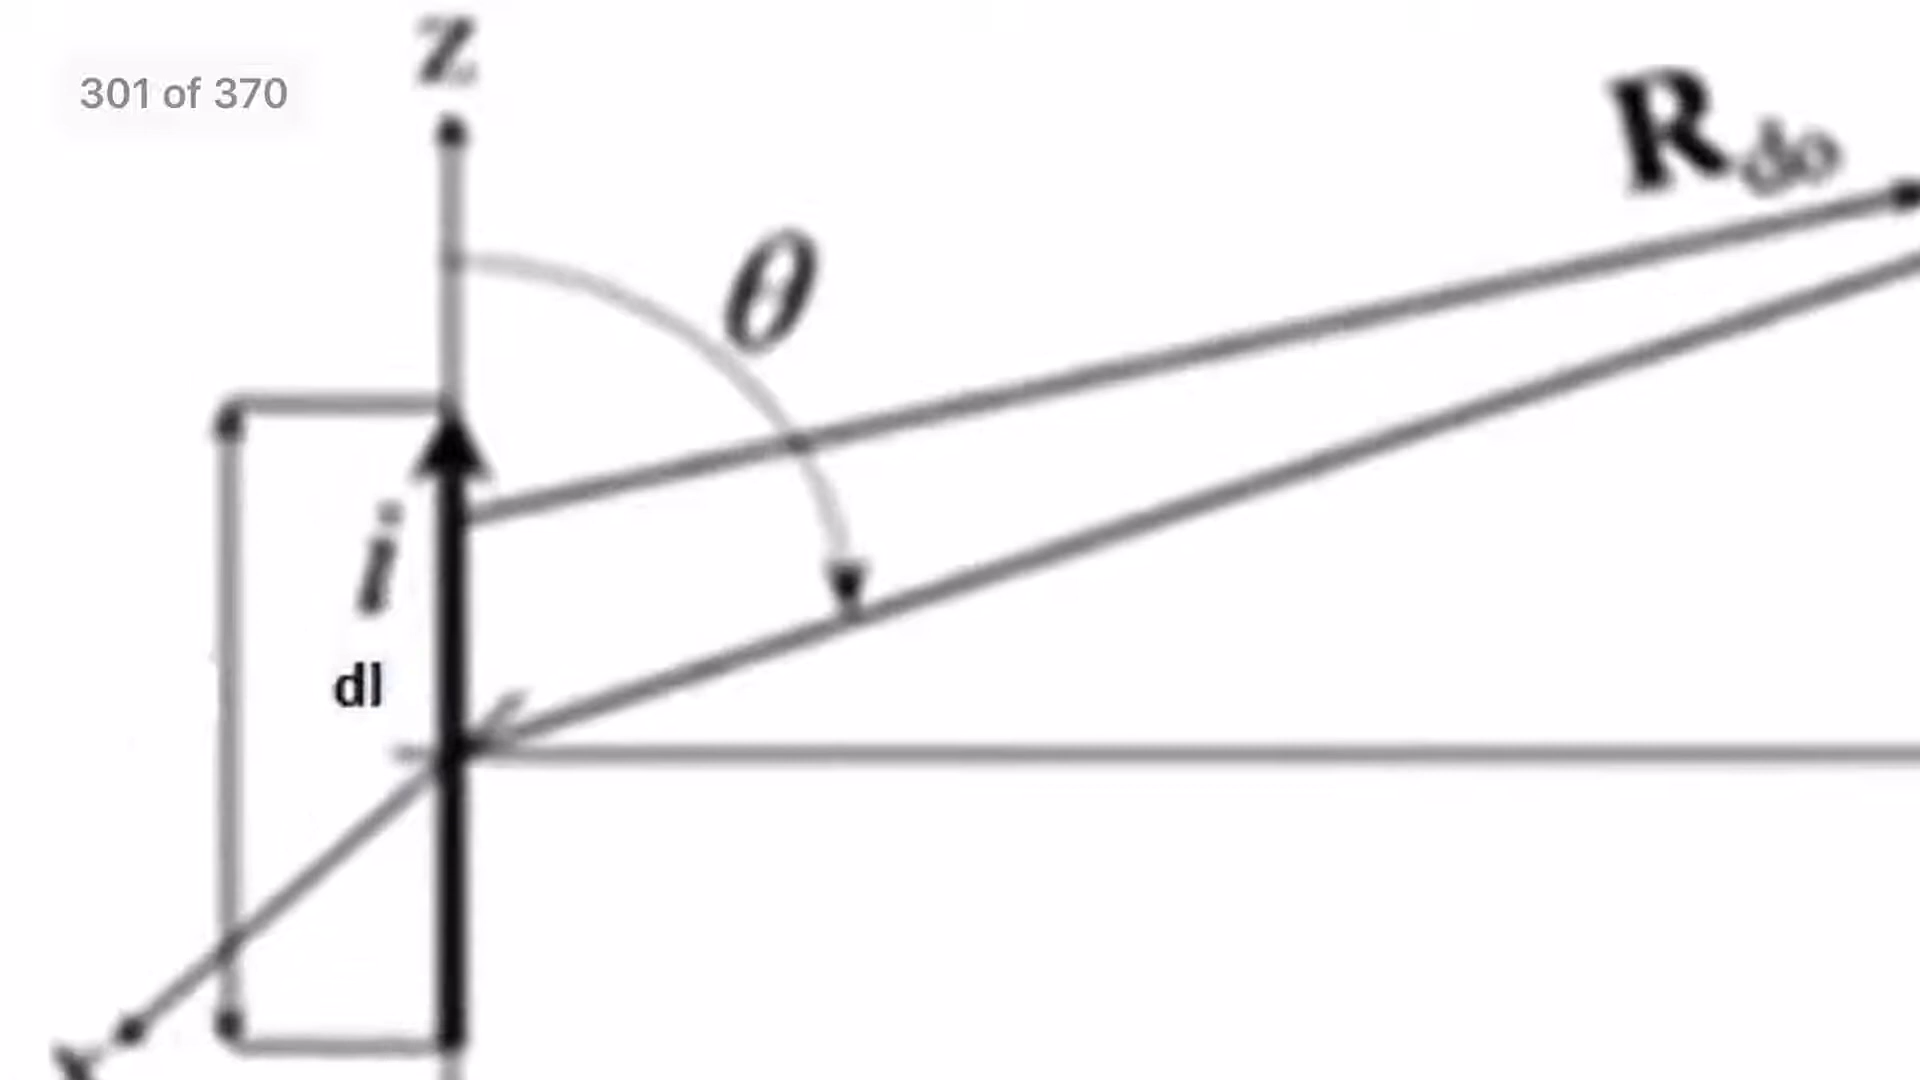 z
301 of 370
R_do
θ
i
dl